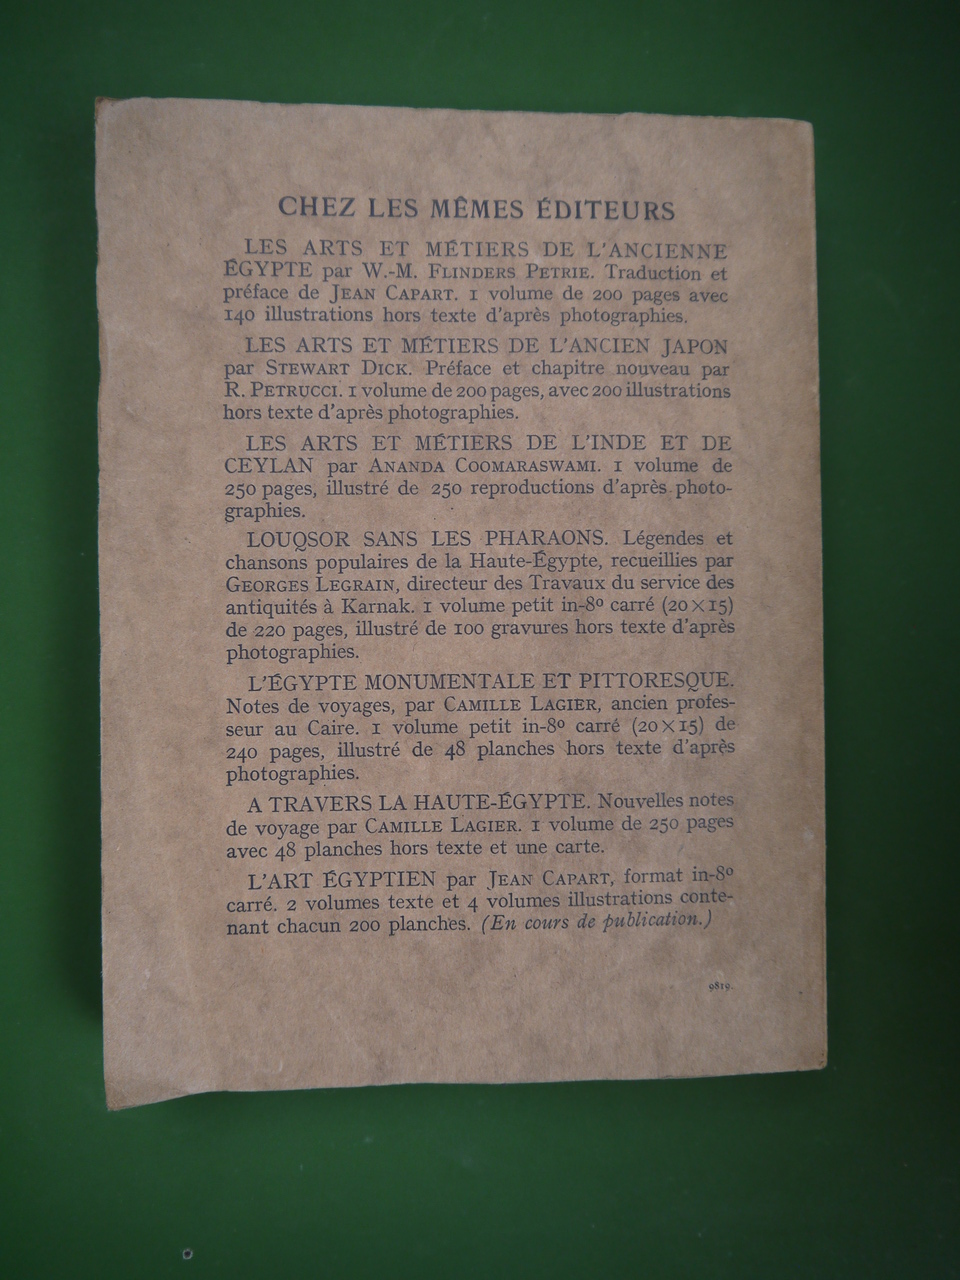 CHEZ LES MÊMES ÉDITEURS
LES ARTS ET MÉTIERS DE L'ANCIENNE
ÉGYPTE par W.-M. FLINDERS PETRIE. Traduction et
préface de JEAN CAPART. 1 volume de 200 pages avec
140 illustrations hors texte d'après photographies.
LES ARTS ET MÉTIERS DE L'ANCIEN JAPON
par STEWART DICK. Préface et chapitre nouveau par
R. PETRUCCI. 1 volume de 200 pages, avec 200 illustrations
hors texte d'après photographies.
LES ARTS ET MÉTIERS DE L'INDE ET DE
CEYLAN par ANANDA COOMARASWAMI. 1 volume de
250 pages, illustré de 250 reproductions d'après photo-
graphies.
LOUQSOR SANS LES PHARAONS. Légendes et
chansons populaires de la Haute-Égypte, recueillies par
GEORGES LEGRAIN, directeur des Travaux du service des
antiquités à Karnak. 1 volume petit in-8º carré (20×15)
de 220 pages, illustré de 100 gravures hors texte d'après
photographies.
L'ÉGYPTE MONUMENTALE ET PITTORESQUE.
Notes de voyages, par CAMILLE LAGIER, ancien profes-
seur au Caire. 1 volume petit in-8º carré (20×15) de
240 pages, illustré de 48 planches hors texte d'après
photographies.
A TRAVERS LA HAUTE-ÉGYPTE. Nouvelles notes
de voyage par CAMILLE LAGIER. 1 volume de 250 pages
avec 48 planches hors texte et une carte.
L'ART ÉGYPTIEN par JEAN CAPART, format in-8º
carré. 2 volumes texte et 4 volumes illustrations conte-
nant chacun 200 planches. (En cours de publication.)
9819.